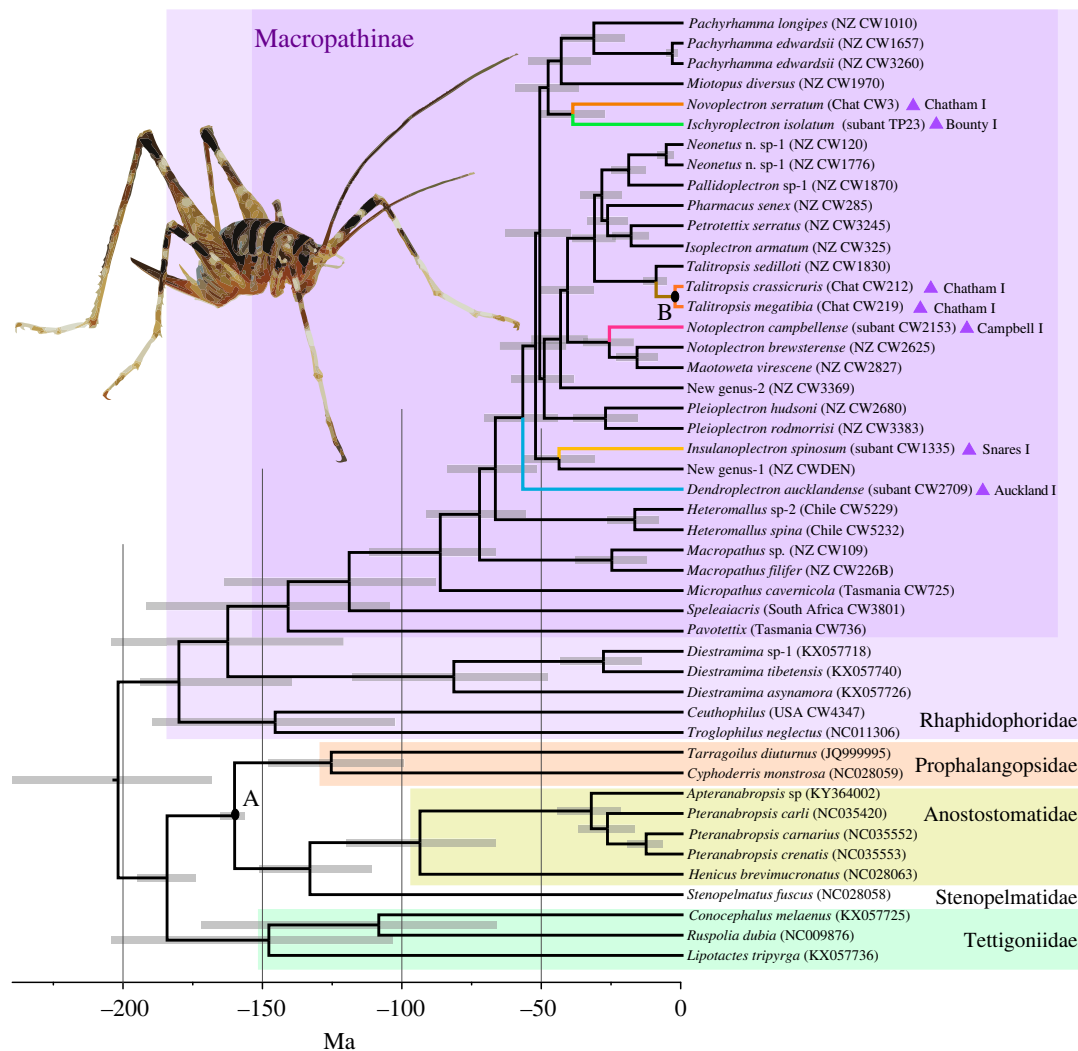 Macropathinae
Pachyrhamma longipes (NZ CW1010)
Pachyrhamma edwardsii (NZ CW1657)
Pachyrhamma edwardsii (NZ CW3260)
Miotopus diversus (NZ CW1970)
Novoplectron serratum (Chat CW3) Chatham I
Ischyroplectron isolatum (subant TP23) Bounty I
Neonetus n. sp-1 (NZ CW120)
Neonetus n. sp-1 (NZ CW1776)
Pallidoplectron sp-1 (NZ CW1870)
Pharmacus senex (NZ CW285)
Petrotettix serratus (NZ CW3245)
Isoplectron armatum (NZ CW325)
Talitropsis sedilloti (NZ CW1830)
Talitropsis crassicruris (Chat CW212) Chatham I
B
Talitropsis megatibia (Chat CW219) Chatham I
Notoplectron campbellense (subant CW2153) Campbell I
Notoplectron brewsterense (NZ CW2625)
Maotoweta virescene (NZ CW2827)
New genus-2 (NZ CW3369)
Pleioplectron hudsoni (NZ CW2680)
Pleioplectron rodmorrisi (NZ CW3383)
Insulanoplectron spinosum (subant CW1335) Snares I
New genus-1 (NZ CWDEN)
Dendroplectron aucklandense (subant CW2709) Auckland I
Heteromallus sp-2 (Chile CW5229)
Heteromallus spina (Chile CW5232)
Macropathus sp. (NZ CW109)
Macropathus filifer (NZ CW226B)
Micropathus cavernicola (Tasmania CW725)
Speleaiacris (South Africa CW3801)
Pavotettix (Tasmania CW736)
Diestramima sp-1 (KX057718)
Diestramima tibetensis (KX057740)
Diestramima asynamora (KX057726)
Ceuthophilus (USA CW4347)
Rhaphidophoridae
Troglophilus neglectus (NC011306)
Tarragoilus diuturnus (JQ999995)
Prophalangopsidae
Cyphoderris monstrosa (NC028059)
A
Apteranabropsis sp (KY364002)
Anostostomatidae
Pteranabropsis carli (NC035420)
Pteranabropsis carnarius (NC035552)
Pteranabropsis crenatis (NC035553)
Henicus brevimucronatus (NC028063)
Stenopelmatus fuscus (NC028058) Stenopelmatidae
Conocephalus melaenus (KX057725)
Ruspolia dubia (NC009876)
Tettigoniidae
Lipotactes tripyrga (KX057736)
−200 −150 −100 −50 0
Ma